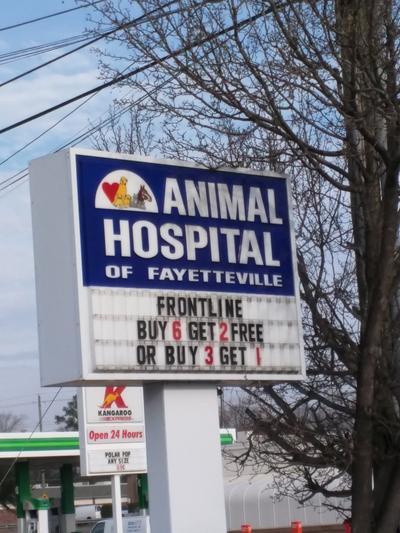 ANIMAL
HOSPITAL
OF FAYETTEVILLE
FRONTLINE
BUY 6 GET 2 FREE
OR BUY 3 GET 1
K
KANGAROO
EXPRESS
Open 24 Hours
POLAR POP
ANY SIZE